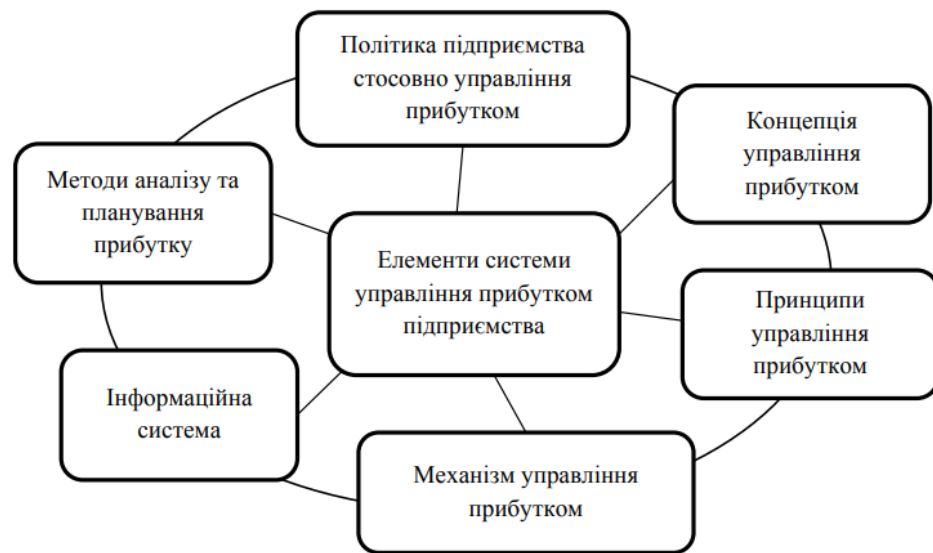 Політика підприємства
стосовно управління
прибутком
Концепція
управління
прибутком
Методи аналізу та
планування
прибутку
Елементи системи
управління прибутком
підприємства
Принципи
управління
прибутком
Інформаційна
система
Механізм управління
прибутком